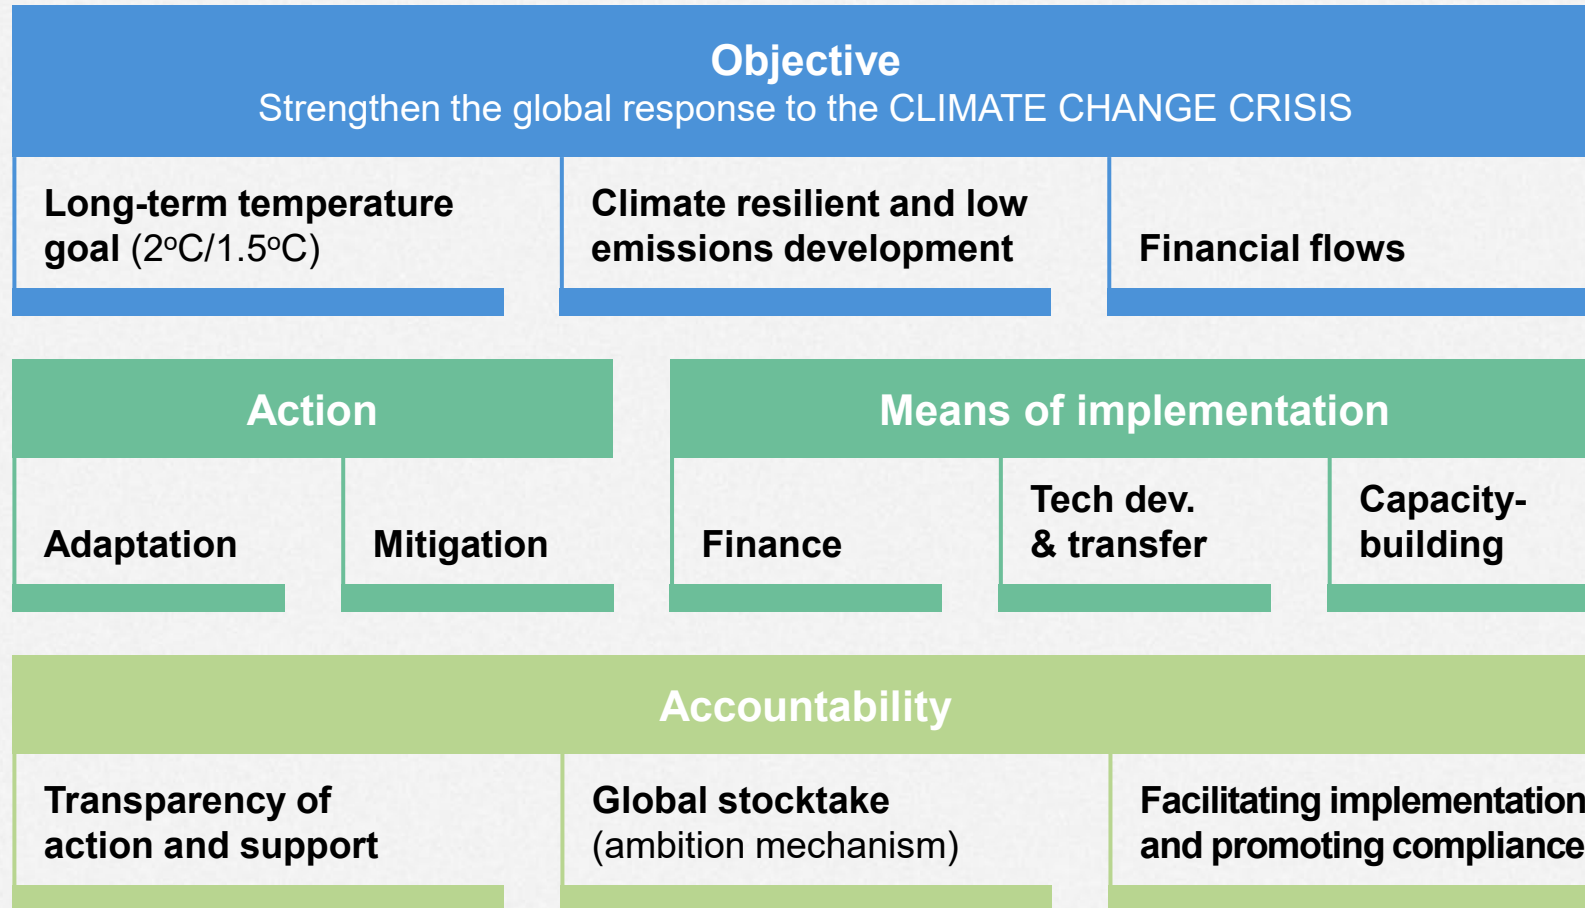 Objective
Strengthen the global response to the CLIMATE CHANGE CRISIS
Long-term temperature
goal (2ºC/1.5ºC)
Climate resilient and low
emissions development
Financial flows
Action
Means of implementation
Adaptation
Mitigation
Finance
Tech dev.
& transfer
Capacity-
building
Accountability
Transparency of
action and support
Global stocktake
(ambition mechanism)
Facilitating implementation
and promoting compliance